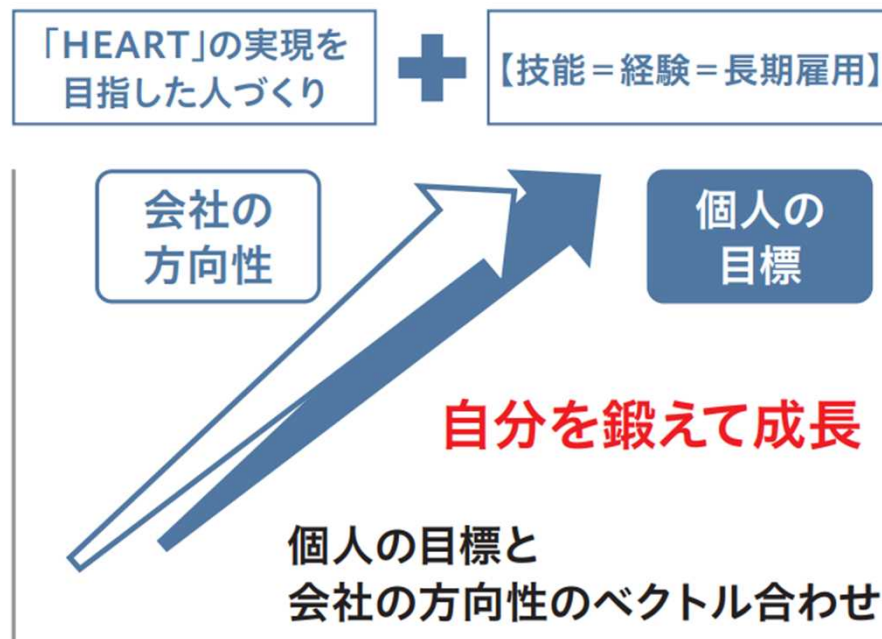 「HEART」の実現を
目指した人づくり
【技能＝経験＝長期雇用】
会社の
方向性
個人の
目標
自分を鍛えて成長
個人の目標と
会社の方向性のベクトル合わせ